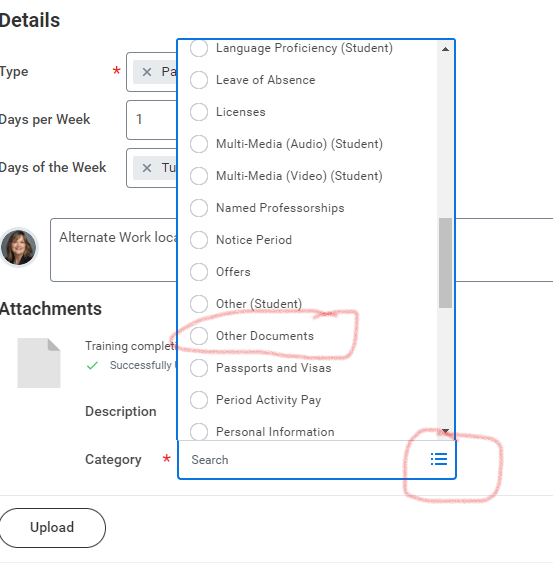 Details
Type * × Pa
Days per Week 1
Days of the Week × Tu
Alternate Work loca
Attachments
Training complet
Successfully
Description
Language Proficiency (Student)
Leave of Absence
Licenses
Multi-Media (Audio) (Student)
Multi-Media (Video) (Student)
Named Professorships
Notice Period
Offers
Other (Student)
Other Documents
Passports and Visas
Period Activity Pay
Personal Information
Category * Search
Upload